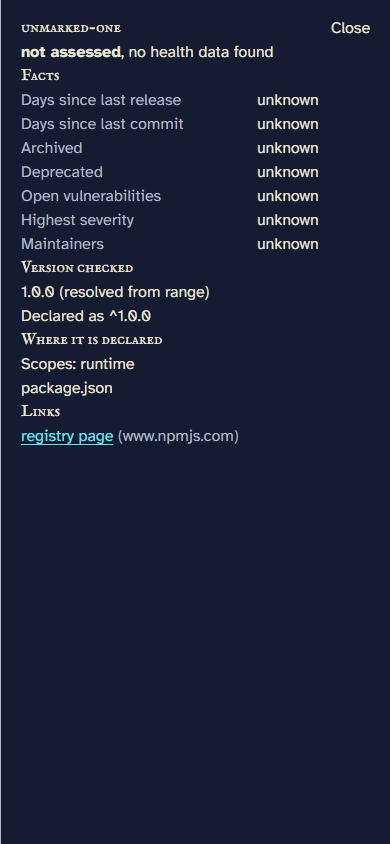 unmarked-one Close
not assessed, no health data found
Facts
Days since last release unknown
Days since last commit unknown
Archived unknown
Deprecated unknown
Open vulnerabilities unknown
Highest severity unknown
Maintainers unknown
Version checked
1.0.0 (resolved from range)
Declared as ^1.0.0
Where it is declared
Scopes: runtime
package.json
Links
registry page (www.npmjs.com)